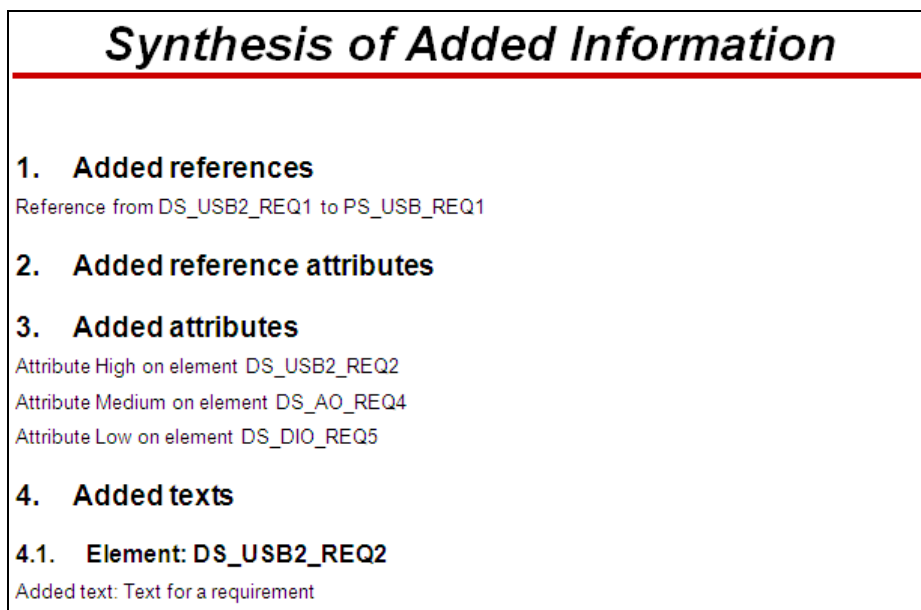 Synthesis of Added Information
1. Added references
Reference from DS_USB2_REQ1 to PS_USB_REQ1
2. Added reference attributes
3. Added attributes
Attribute High on element DS_USB2_REQ2
Attribute Medium on element DS_AO_REQ4
Attribute Low on element DS_DIO_REQ5
4. Added texts
4.1. Element: DS_USB2_REQ2
Added text: Text for a requirement